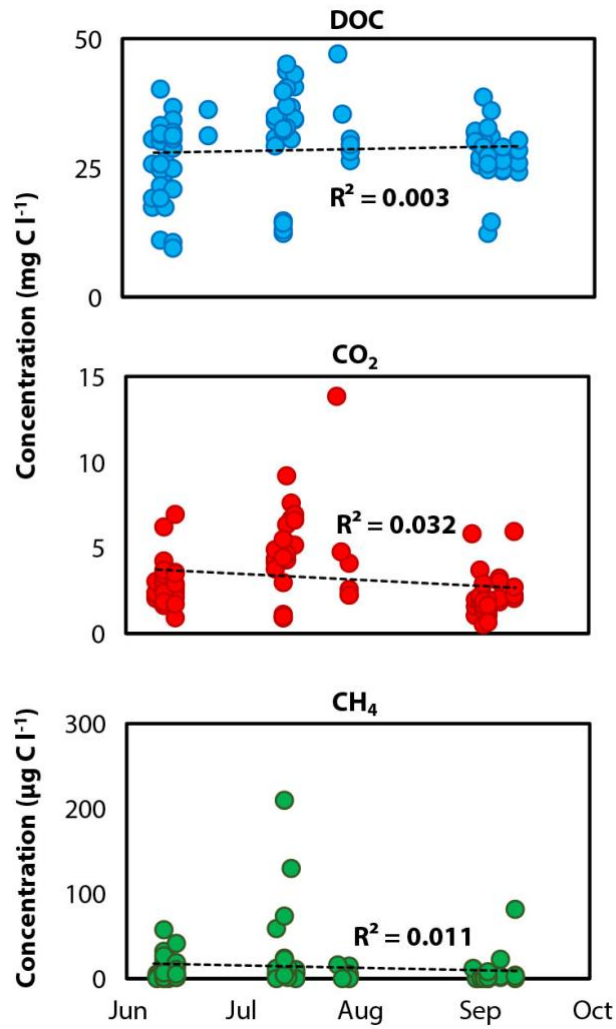 DOC
50
25
0
R² = 0.003
Concentration (mg C l⁻¹)
CO₂
15
10
5
0
R² = 0.032
CH₄
300
200
100
0
R² = 0.011
Concentration (µg C l⁻¹)
Jun Jul Aug Sep Oct